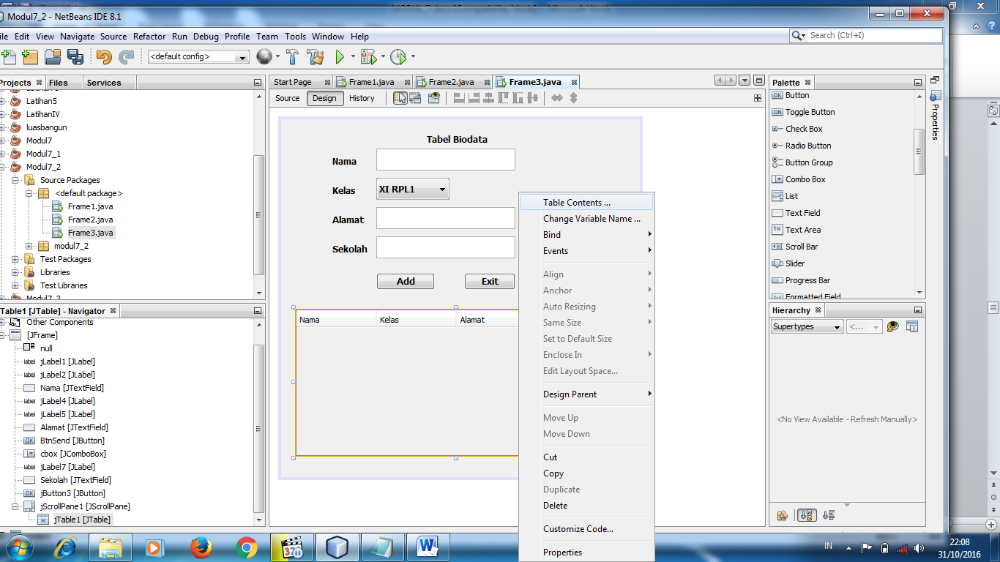 Modul7_2 - NetBeans IDE 8.1
ile Edit View Navigate Source Refactor Run Debug Profile Team Tools Window Help
Search (Ctrl+I)
<default config>
Projects Files Services
Latihan5
LatihanIV
luasbangun
Modul7
Modul7_1
Modul7_2
Source Packages
<default package>
Frame1.java
Frame2.java
Frame3.java
modul7_2
Test Packages
Libraries
Test Libraries
Modul7_3
Table1 [JTable] - Navigator
Other Components
[JFrame]
null
label jLabel1 [JLabel]
label jLabel2 [JLabel]
Nama [JTextField]
label jLabel4 [JLabel]
label jLabel5 [JLabel]
Alamat [JTextField]
OK BtnSend [JButton]
cbox [JComboBox]
label jLabel7 [JLabel]
Sekolah [JTextField]
OK jButton3 [JButton]
jScrollPane1 [JScrollPane]
jTable1 [JTable]
Start Page Frame1.java Frame2.java Frame3.java
Source Design History
Tabel Biodata
Nama
Kelas XI RPL1
Alamat
Sekolah
Add Exit
Nama Kelas Alamat
Table Contents ...
Change Variable Name ...
Bind
Events
Align
Anchor
Auto Resizing
Same Size
Set to Default Size
Enclose In
Edit Layout Space...
Design Parent
Move Up
Move Down
Cut
Copy
Duplicate
Delete
Customize Code...
Properties
Palette
OK Button
ON Toggle Button
Check Box
Radio Button
Button Group
Combo Box
List
Text Field
Text Area
Scroll Bar
Slider
Progress Bar
Formatted Field
Properties
Hierarchy
Supertypes <...
<No View Available - Refresh Manually>
IN
22:08
31/10/2016